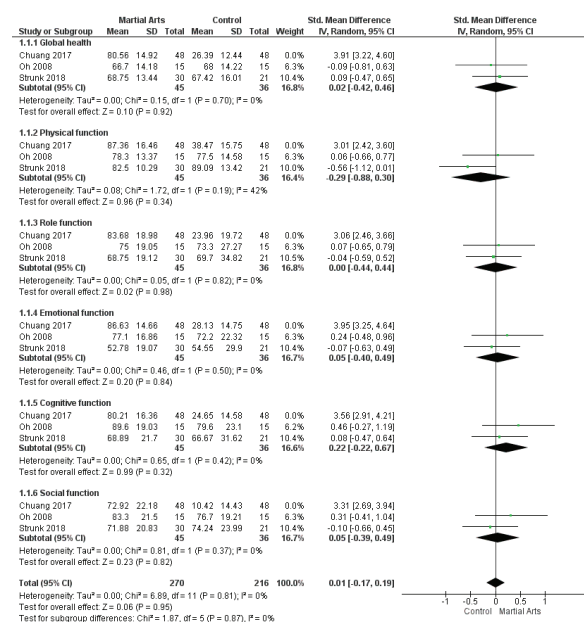 Martial Arts Control Std. Mean Difference Std. Mean Difference
Study or Subgroup Mean SD Total Mean SD Total Weight IV, Random, 95% CI IV, Random, 95% CI
1.1.1 Global health
Chuang 2017 80.56 14.92 48 26.39 12.44 48 0.0% 3.91 [3.22, 4.60]
Oh 2008 66.7 14.18 15 68 14.22 15 15.0% -0.09 [-0.81, 0.63]
Strunk 2018 68.75 13.44 30 67.42 16.01 21 10.4% 0.09 [-0.47, 0.65]
Subtotal (95% CI) 45 36 16.8% 0.02 [-0.42, 0.46]
Heterogeneity: Tau² = 0.00; Chi² = 0.15, df = 1 (P = 0.70); I² = 0%
Test for overall effect: Z = 0.10 (P = 0.92)
1.1.2 Physical function
Chuang 2017 87.36 16.46 48 38.47 15.75 48 0.0% 3.01 [2.42, 3.60]
Oh 2008 78.3 13.37 15 77.5 14.58 15 15.0% 0.06 [-0.66, 0.77]
Strunk 2018 82.5 10.29 30 89.09 13.42 21 10.4% -0.56 [-1.12, 0.01]
Subtotal (95% CI) 45 36 16.4% -0.29 [-0.88, 0.30]
Heterogeneity: Tau² = 0.08; Chi² = 1.72, df = 1 (P = 0.19); I² = 42%
Test for overall effect: Z = 0.96 (P = 0.34)
1.1.3 Role function
Chuang 2017 83.68 18.98 48 23.96 19.72 48 0.0% 3.06 [2.46, 3.66]
Oh 2008 75 19.05 15 73.3 27.27 15 15.0% 0.07 [-0.65, 0.79]
Strunk 2018 68.75 19.12 30 69.7 34.82 21 10.4% -0.04 [-0.59, 0.52]
Subtotal (95% CI) 45 36 16.8% 0.00 [-0.44, 0.44]
Heterogeneity: Tau² = 0.00; Chi² = 0.05, df = 1 (P = 0.82); I² = 0%
Test for overall effect: Z = 0.02 (P = 0.98)
1.1.4 Emotional function
Chuang 2017 86.63 14.66 48 28.13 14.75 48 0.0% 3.95 [3.25, 4.64]
Oh 2008 77.1 16.86 15 72.2 22.32 15 15.0% 0.24 [-0.48, 0.96]
Strunk 2018 52.78 19.07 30 54.55 29.9 21 10.4% -0.07 [-0.63, 0.49]
Subtotal (95% CI) 45 36 16.7% 0.05 [-0.40, 0.49]
Heterogeneity: Tau² = 0.00; Chi² = 0.46, df = 1 (P = 0.50); I² = 0%
Test for overall effect: Z = 0.20 (P = 0.84)
1.1.5 Cognitive function
Chuang 2017 80.21 16.36 48 24.65 14.58 48 0.0% 3.56 [2.91, 4.21]
Oh 2008 89.6 19.03 15 79.6 23.1 15 15.0% 0.46 [-0.27, 1.19]
Strunk 2018 68.89 21.7 30 66.67 31.62 21 10.4% 0.08 [-0.47, 0.64]
Subtotal (95% CI) 45 36 16.6% 0.22 [-0.22, 0.67]
Heterogeneity: Tau² = 0.00; Chi² = 0.65, df = 1 (P = 0.42); I² = 0%
Test for overall effect: Z = 0.99 (P = 0.32)
1.1.6 Social function
Chuang 2017 72.92 22.18 48 10.42 14.43 48 0.0% 3.31 [2.69, 3.94]
Oh 2008 83.3 21.5 15 76.7 19.21 15 15.0% 0.31 [-0.41, 1.04]
Strunk 2018 71.88 20.83 30 74.24 23.99 21 10.4% -0.10 [-0.66, 0.45]
Subtotal (95% CI) 45 36 16.7% 0.05 [-0.39, 0.49]
Heterogeneity: Tau² = 0.00; Chi² = 0.81, df = 1 (P = 0.37); I² = 0%
Test for overall effect: Z = 0.23 (P = 0.82)
Total (95% CI) 270 216 100.0% 0.01 [-0.17, 0.19]
Heterogeneity: Tau² = 0.00; Chi² = 6.89, df = 11 (P = 0.81); I² = 0%
Test for overall effect: Z = 0.06 (P = 0.95)
Test for subgroup differences: Chi² = 1.87, df = 5 (P = 0.87), I² = 0%
-1 -0.5 0 0.5 1
Control Martial Arts